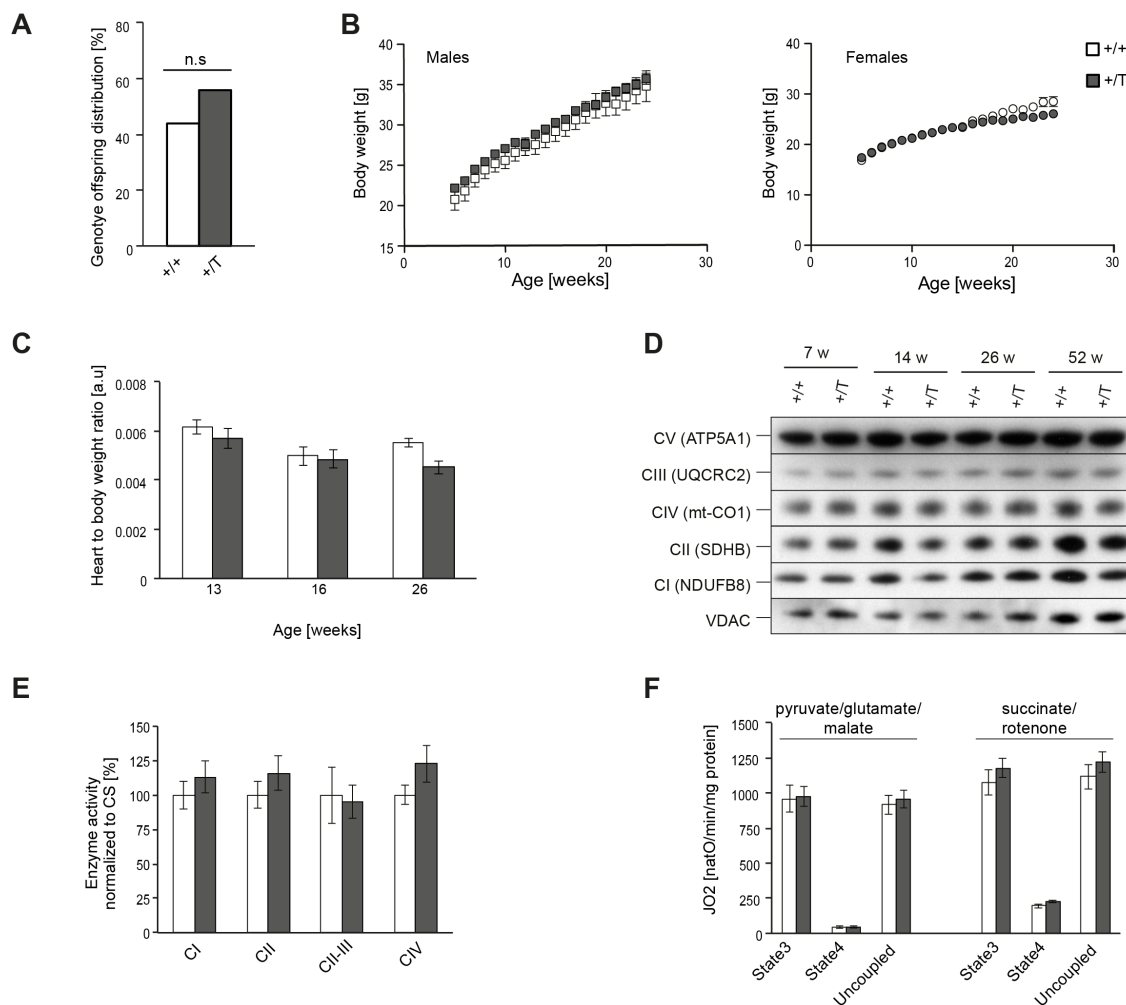 A
Genotye offspring distribution [%]
80
60
40
20
0
n.s
+/+
+/T
B
Males
Body weight [g]
40
35
30
25
20
15
0
10
20
30
Age [weeks]
Females
Body weight [g]
40
30
20
10
0
0
10
20
30
Age [weeks]
+/+
+/T
C
Heart to body weight ratio [a.u]
0.008
0.006
0.004
0.002
0
13
16
26
Age [weeks]
D
7 w
14 w
26 w
52 w
+/+
+/T
+/+
+/T
+/+
+/T
+/+
+/T
CV (ATP5A1)
CIII (UQCRC2)
CIV (mt-CO1)
CII (SDHB)
CI (NDUFB8)
VDAC
E
Enzyme activity
normalized to CS [%]
150
125
100
75
50
25
0
CI
CII
CII-III
CIV
F
pyruvate/glutamate/
malate
succinate/
rotenone
JO2 [natO/min/mg protein]
1500
1250
1000
750
500
250
0
State3
State4
Uncoupled
State3
State4
Uncoupled